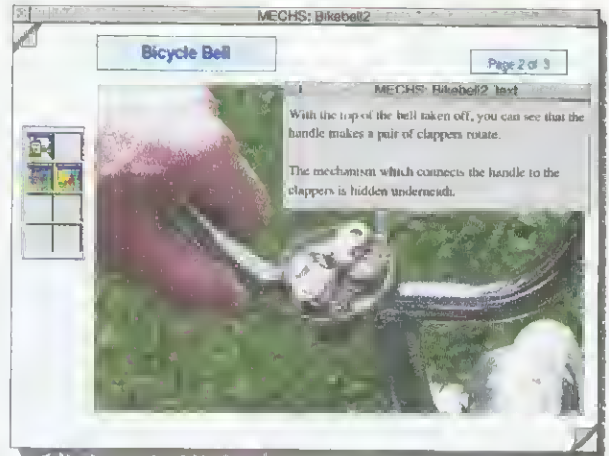 MECHS: Bikebell2
Bicycle Bell
Page 2 of 3
MECHS: Bikebell2_text
With the top of the bell taken off, you can see that the
handle makes a pair of clappers rotate.
The mechanism which connects the handle to the
clappers is hidden underneath.